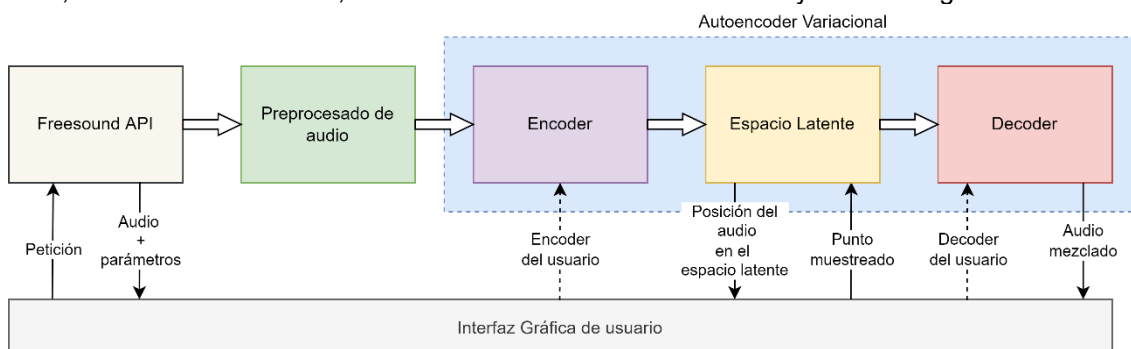 Autoencoder Variacional
Freesound API
Preprocesado de
audio
Encoder
Espacio Latente
Decoder
Petición
Audio
+
parámetros
Encoder
del usuario
Posición del
audio
en el
espacio latente
Punto
muestreado
Decoder
del usuario
Audio
mezclado
Interfaz Gráfica de usuario